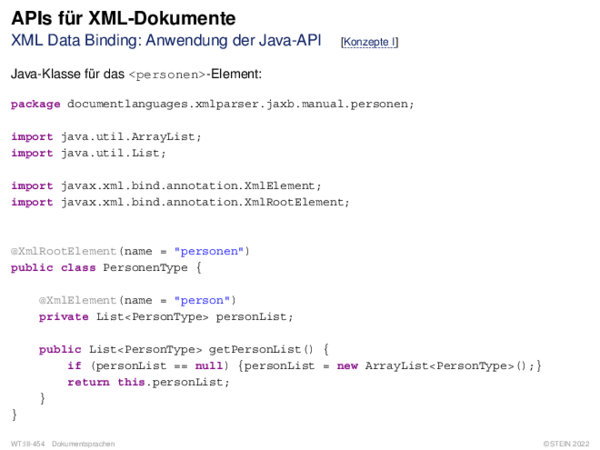 APIs für XML-Dokumente
XML Data Binding: Anwendung der Java-API [Konzepte I]
Java-Klasse für das <personen>-Element:
package documentlanguages.xmlparser.jaxb.manual.personen;
import java.util.ArrayList;
import java.util.List;
import javax.xml.bind.annotation.XmlElement;
import javax.xml.bind.annotation.XmlRootElement;
@XmlRootElement(name = "personen")
public class PersonenType {
@XmlElement(name = "person")
private List<PersonType> personList;
public List<PersonType> getPersonList() {
if (personList == null) {personList = new ArrayList<PersonType>();}
return this.personList;
}
}
WT:III-454 Dokumentsprachen ©STEIN 2022